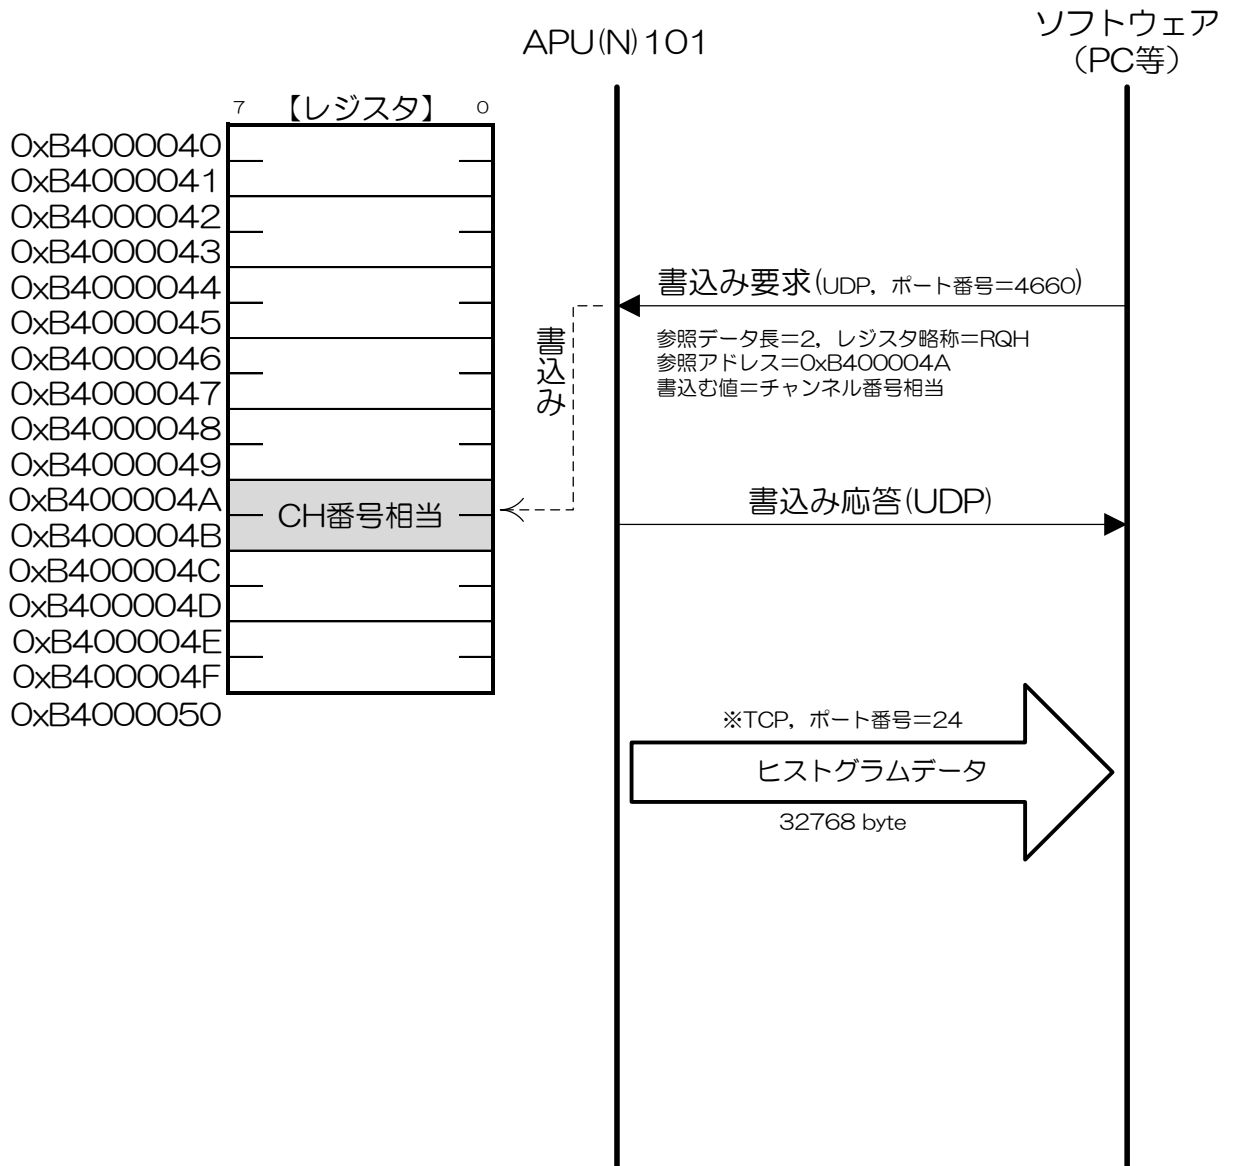 APU(N)101
ソフトウェア
(PC等)
7 【レジスタ】 0
0xB4000040
0xB4000041
0xB4000042
0xB4000043
0xB4000044
0xB4000045
0xB4000046
0xB4000047
0xB4000048
0xB4000049
0xB400004A
0xB400004B
0xB400004C
0xB400004D
0xB400004E
0xB400004F
0xB4000050
CH番号相当
書込み
書込み要求(UDP，ポート番号＝4660)
参照データ長＝2，レジスタ略称＝RQH
参照アドレス＝0xB400004A
書込む値＝チャンネル番号相当
書込み応答(UDP)
※TCP，ポート番号＝24
ヒストグラムデータ
32768 byte